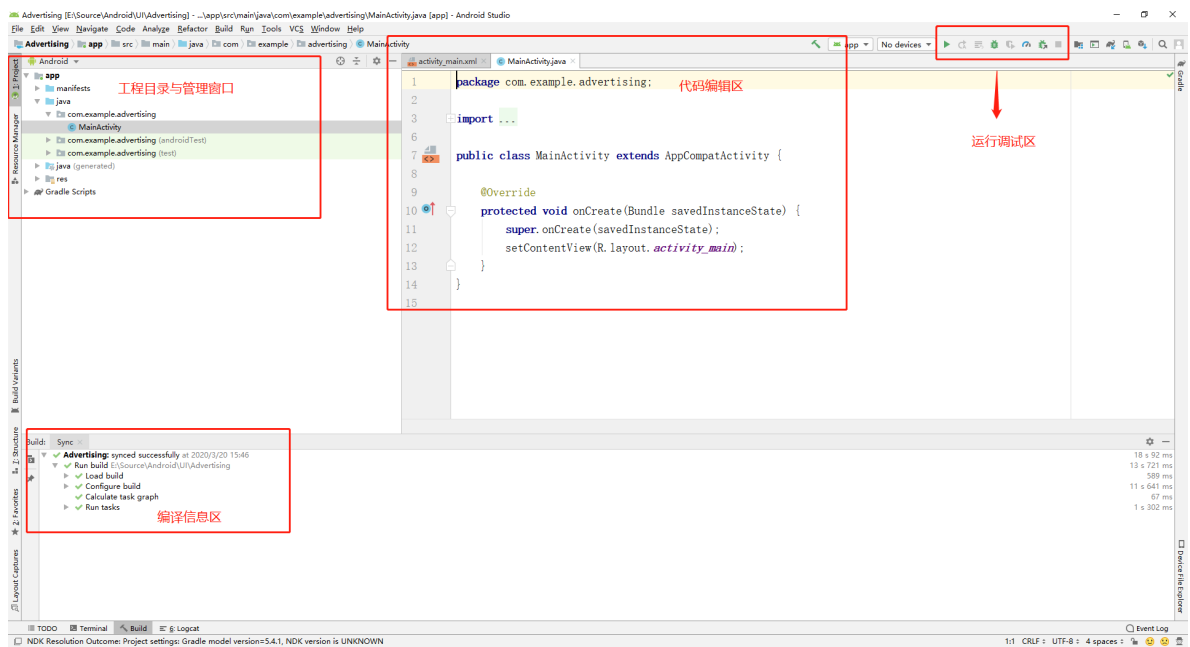 Advertising [E:\Source\Android\UI\Advertising] - ...\app\src\main\java\com\example\advertising\MainActivity.java [app] - Android Studio
File Edit View Navigate Code Analyze Refactor Build Run Tools VCS Window Help
Advertising app src main java com example advertising MainActivity
app No devices
Android
activity_main.xml MainActivity.java
1: Project
Resource Manager
Build Variants
7: Structure
2: Favorites
Layout Captures
app
manifests
java
com.example.advertising
MainActivity
com.example.advertising (androidTest)
com.example.advertising (test)
java (generated)
res
Gradle Scripts
工程目录与管理窗口
1 package com.example.advertising;
2
3 import ...
6
7 public class MainActivity extends AppCompatActivity {
8
9 @Override
10 protected void onCreate(Bundle savedInstanceState) {
11 super.onCreate(savedInstanceState);
12 setContentView(R.layout.activity_main);
13 }
14 }
15
代码编辑区
运行调试区
Gradle
Device File Explorer
Build: Sync
Advertising: synced successfully at 2020/3/20 15:46 18 s 92 ms
Run build E:\Source\Android\UI\Advertising 13 s 721 ms
Load build 589 ms
Configure build 11 s 641 ms
Calculate task graph 67 ms
Run tasks 1 s 302 ms
编译信息区
TODO Terminal Build 6: Logcat Event Log
NDK Resolution Outcome: Project settings: Gradle model version=5.4.1, NDK version is UNKNOWN 1:1 CRLF UTF-8 4 spaces